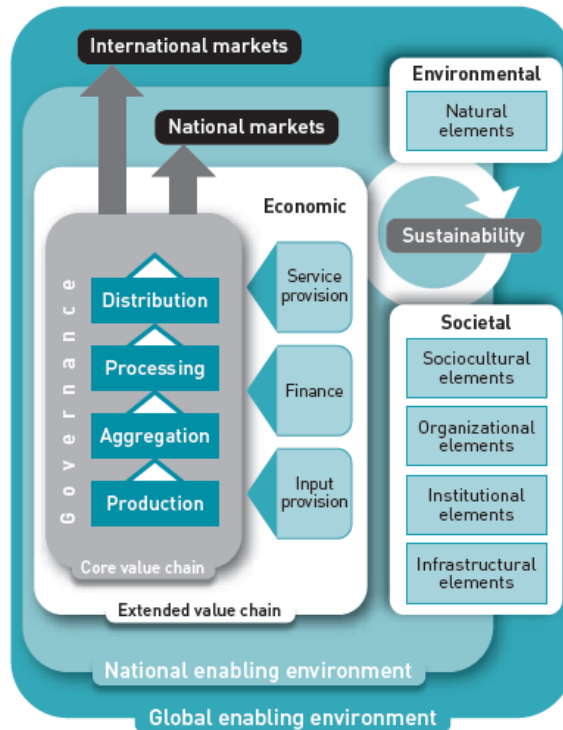 International markets
National markets
Environmental
Natural
elements
Sustainability
Societal
Sociocultural
elements
Organizational
elements
Institutional
elements
Infrastructural
elements
Economic
Service
provision
Finance
Input
provision
Governance
Distribution
Processing
Aggregation
Production
Core value chain
Extended value chain
National enabling environment
Global enabling environment